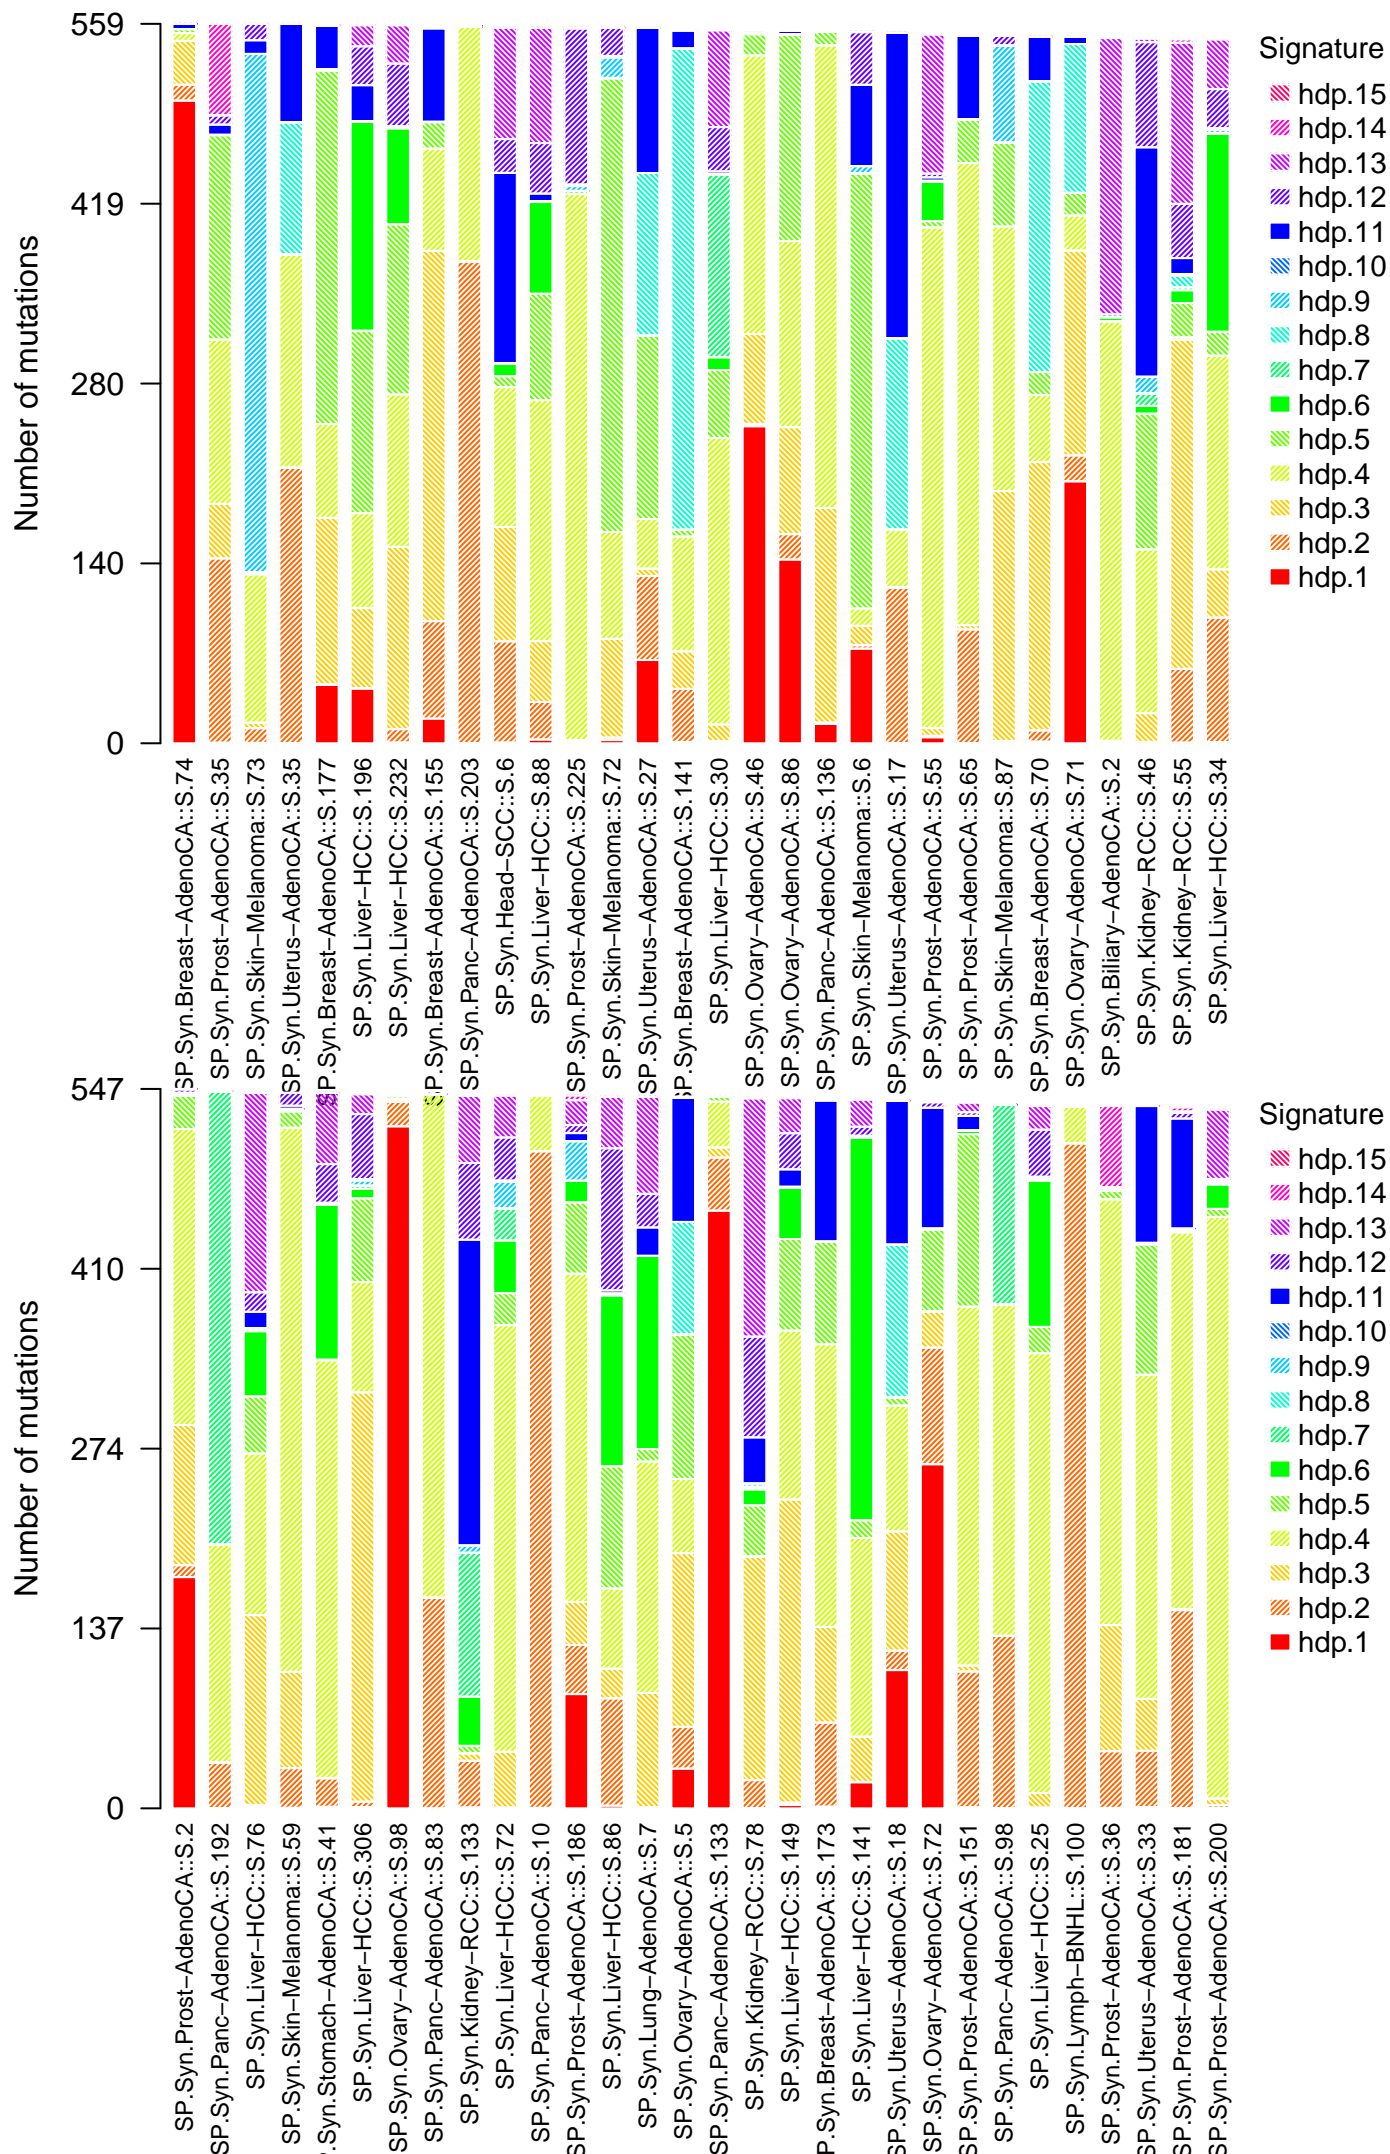 559
419
280
140
0
Number of mutations
Signature
hdp.15
hdp.14
hdp.13
hdp.12
hdp.11
hdp.10
hdp.9
hdp.8
hdp.7
hdp.6
hdp.5
hdp.4
hdp.3
hdp.2
hdp.1
SP.Syn.Breast−AdenoCA::S.74
SP.Syn.Prost−AdenoCA::S.35
SP.Syn.Skin−Melanoma::S.73
SP.Syn.Uterus−AdenoCA::S.35
SP.Syn.Breast−AdenoCA::S.177
SP.Syn.Liver−HCC::S.196
SP.Syn.Liver−HCC::S.232
SP.Syn.Breast−AdenoCA::S.155
SP.Syn.Panc−AdenoCA::S.203
SP.Syn.Head−SCC::S.6
SP.Syn.Liver−HCC::S.88
SP.Syn.Prost−AdenoCA::S.225
SP.Syn.Skin−Melanoma::S.72
SP.Syn.Uterus−AdenoCA::S.27
SP.Syn.Breast−AdenoCA::S.141
SP.Syn.Liver−HCC::S.30
SP.Syn.Ovary−AdenoCA::S.46
SP.Syn.Ovary−AdenoCA::S.86
SP.Syn.Panc−AdenoCA::S.136
SP.Syn.Skin−Melanoma::S.6
SP.Syn.Uterus−AdenoCA::S.17
SP.Syn.Prost−AdenoCA::S.55
SP.Syn.Prost−AdenoCA::S.65
SP.Syn.Skin−Melanoma::S.87
SP.Syn.Breast−AdenoCA::S.70
SP.Syn.Ovary−AdenoCA::S.71
SP.Syn.Biliary−AdenoCA::S.2
SP.Syn.Kidney−RCC::S.46
SP.Syn.Kidney−RCC::S.55
SP.Syn.Liver−HCC::S.34
547
410
274
137
0
Number of mutations
Signature
hdp.15
hdp.14
hdp.13
hdp.12
hdp.11
hdp.10
hdp.9
hdp.8
hdp.7
hdp.6
hdp.5
hdp.4
hdp.3
hdp.2
hdp.1
SP.Syn.Prost−AdenoCA::S.2
SP.Syn.Panc−AdenoCA::S.192
SP.Syn.Liver−HCC::S.76
SP.Syn.Skin−Melanoma::S.59
.Syn.Stomach−AdenoCA::S.41
SP.Syn.Liver−HCC::S.306
SP.Syn.Ovary−AdenoCA::S.98
SP.Syn.Panc−AdenoCA::S.83
SP.Syn.Kidney−RCC::S.133
SP.Syn.Liver−HCC::S.72
SP.Syn.Panc−AdenoCA::S.10
SP.Syn.Prost−AdenoCA::S.186
SP.Syn.Liver−HCC::S.86
SP.Syn.Lung−AdenoCA::S.7
SP.Syn.Ovary−AdenoCA::S.5
SP.Syn.Panc−AdenoCA::S.133
SP.Syn.Kidney−RCC::S.78
SP.Syn.Liver−HCC::S.149
P.Syn.Breast−AdenoCA::S.173
SP.Syn.Liver−HCC::S.141
SP.Syn.Uterus−AdenoCA::S.18
SP.Syn.Ovary−AdenoCA::S.72
SP.Syn.Prost−AdenoCA::S.151
SP.Syn.Panc−AdenoCA::S.98
SP.Syn.Liver−HCC::S.25
SP.Syn.Lymph−BNHL::S.100
SP.Syn.Prost−AdenoCA::S.36
SP.Syn.Uterus−AdenoCA::S.33
SP.Syn.Prost−AdenoCA::S.181
SP.Syn.Prost−AdenoCA::S.200